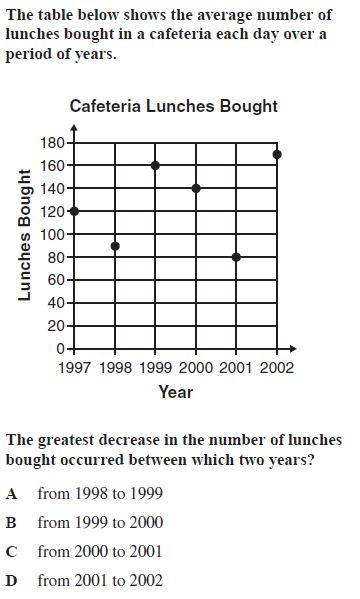 The table below shows the average number of
lunches bought in a cafeteria each day over a
period of years.
Cafeteria Lunches Bought
Lunches Bought
180
160
140
120
100
80
60
40
20
0
1997 1998 1999 2000 2001 2002
Year
The greatest decrease in the number of lunches
bought occurred between which two years?
A from 1998 to 1999
B from 1999 to 2000
C from 2000 to 2001
D from 2001 to 2002